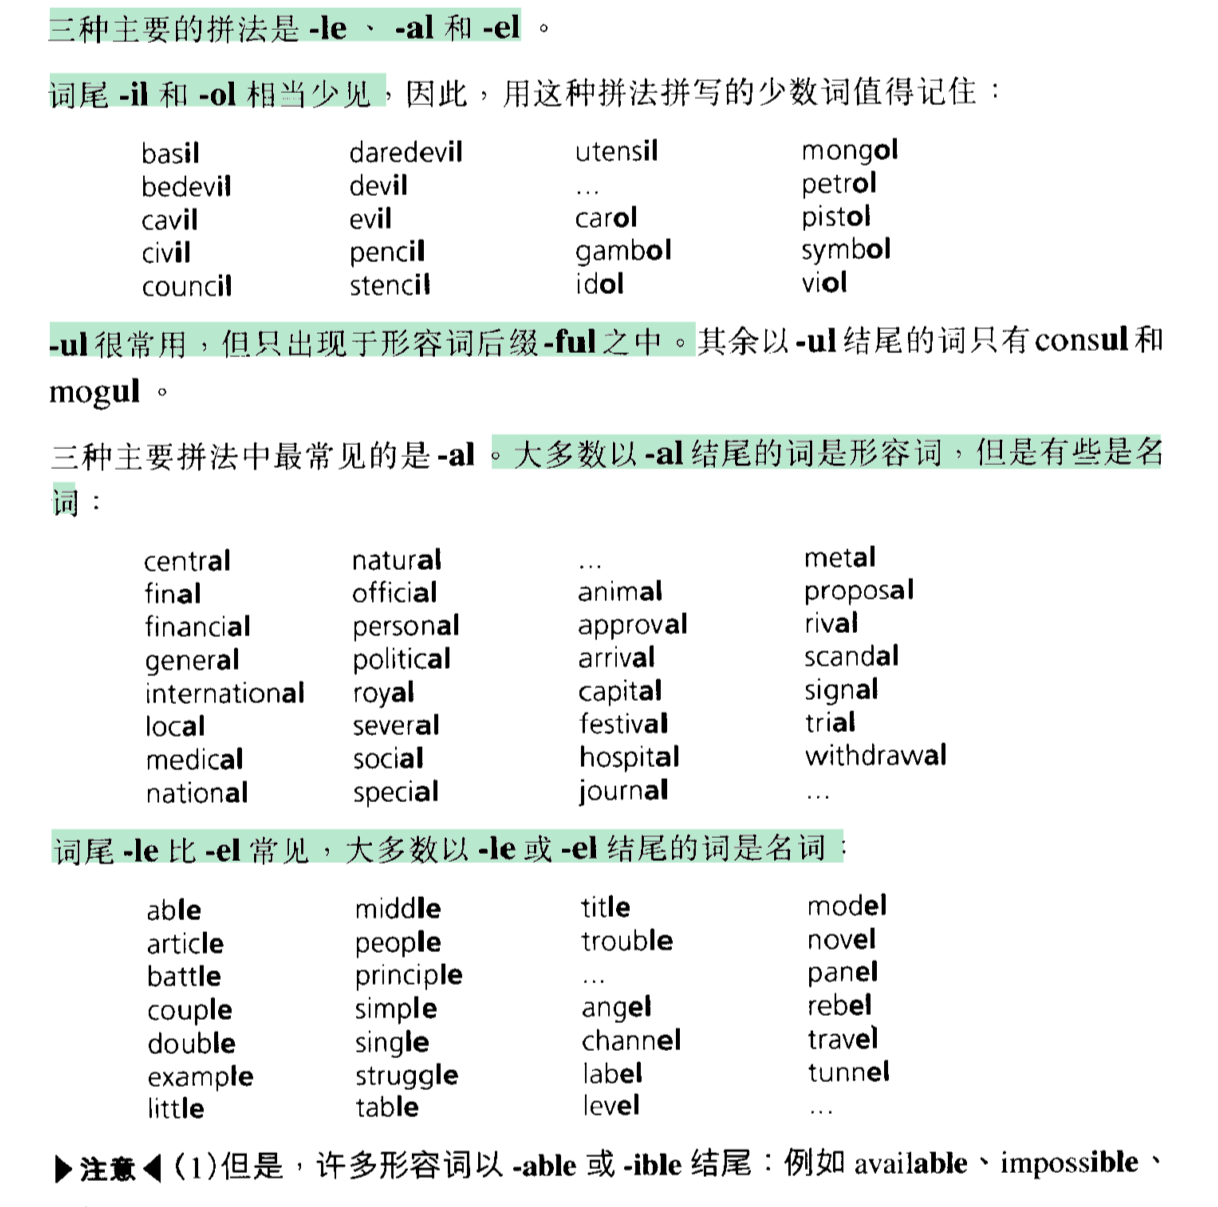 三种主要的拼法是 -le 、 -al 和 -el 。
词尾 -il 和 -ol 相当少见，因此，用这种拼法拼写的少数词值得记住：
basil daredevil utensil mongol
bedevil devil ... petrol
cavil evil carol pistol
civil pencil gambol symbol
council stencil idol viol
-ul 很常用，但只出现于形容词后缀 -ful 之中。其余以 -ul 结尾的词只有 consul 和
mogul 。
三种主要拼法中最常见的是 -al 。大多数以 -al 结尾的词是形容词，但是有些是名
词：
central natural ... metal
final official animal proposal
financial personal approval rival
general political arrival scandal
international royal capital signal
local several festival trial
medical social hospital withdrawal
national special journal ...
词尾 -le 比 -el 常见，大多数以 -le 或 -el 结尾的词是名词：
able middle title model
article people trouble novel
battle principle ... panel
couple simple angel rebel
double single channel travel
example struggle label tunnel
little table level ...
▶注意◀ (1)但是，许多形容词以 -able 或 -ible 结尾：例如 available、impossible、